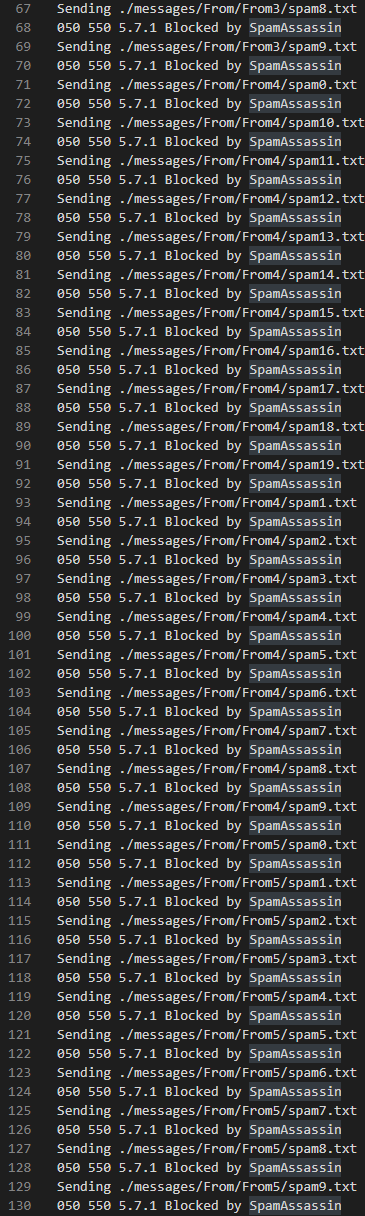 67 Sending ./messages/From/From3/spam8.txt
68 050 550 5.7.1 Blocked by SpamAssassin
69 Sending ./messages/From/From3/spam9.txt
70 050 550 5.7.1 Blocked by SpamAssassin
71 Sending ./messages/From/From4/spam0.txt
72 050 550 5.7.1 Blocked by SpamAssassin
73 Sending ./messages/From/From4/spam10.txt
74 050 550 5.7.1 Blocked by SpamAssassin
75 Sending ./messages/From/From4/spam11.txt
76 050 550 5.7.1 Blocked by SpamAssassin
77 Sending ./messages/From/From4/spam12.txt
78 050 550 5.7.1 Blocked by SpamAssassin
79 Sending ./messages/From/From4/spam13.txt
80 050 550 5.7.1 Blocked by SpamAssassin
81 Sending ./messages/From/From4/spam14.txt
82 050 550 5.7.1 Blocked by SpamAssassin
83 Sending ./messages/From/From4/spam15.txt
84 050 550 5.7.1 Blocked by SpamAssassin
85 Sending ./messages/From/From4/spam16.txt
86 050 550 5.7.1 Blocked by SpamAssassin
87 Sending ./messages/From/From4/spam17.txt
88 050 550 5.7.1 Blocked by SpamAssassin
89 Sending ./messages/From/From4/spam18.txt
90 050 550 5.7.1 Blocked by SpamAssassin
91 Sending ./messages/From/From4/spam19.txt
92 050 550 5.7.1 Blocked by SpamAssassin
93 Sending ./messages/From/From4/spam1.txt
94 050 550 5.7.1 Blocked by SpamAssassin
95 Sending ./messages/From/From4/spam2.txt
96 050 550 5.7.1 Blocked by SpamAssassin
97 Sending ./messages/From/From4/spam3.txt
98 050 550 5.7.1 Blocked by SpamAssassin
99 Sending ./messages/From/From4/spam4.txt
100 050 550 5.7.1 Blocked by SpamAssassin
101 Sending ./messages/From/From4/spam5.txt
102 050 550 5.7.1 Blocked by SpamAssassin
103 Sending ./messages/From/From4/spam6.txt
104 050 550 5.7.1 Blocked by SpamAssassin
105 Sending ./messages/From/From4/spam7.txt
106 050 550 5.7.1 Blocked by SpamAssassin
107 Sending ./messages/From/From4/spam8.txt
108 050 550 5.7.1 Blocked by SpamAssassin
109 Sending ./messages/From/From4/spam9.txt
110 050 550 5.7.1 Blocked by SpamAssassin
111 Sending ./messages/From/From5/spam0.txt
112 050 550 5.7.1 Blocked by SpamAssassin
113 Sending ./messages/From/From5/spam1.txt
114 050 550 5.7.1 Blocked by SpamAssassin
115 Sending ./messages/From/From5/spam2.txt
116 050 550 5.7.1 Blocked by SpamAssassin
117 Sending ./messages/From/From5/spam3.txt
118 050 550 5.7.1 Blocked by SpamAssassin
119 Sending ./messages/From/From5/spam4.txt
120 050 550 5.7.1 Blocked by SpamAssassin
121 Sending ./messages/From/From5/spam5.txt
122 050 550 5.7.1 Blocked by SpamAssassin
123 Sending ./messages/From/From5/spam6.txt
124 050 550 5.7.1 Blocked by SpamAssassin
125 Sending ./messages/From/From5/spam7.txt
126 050 550 5.7.1 Blocked by SpamAssassin
127 Sending ./messages/From/From5/spam8.txt
128 050 550 5.7.1 Blocked by SpamAssassin
129 Sending ./messages/From/From5/spam9.txt
130 050 550 5.7.1 Blocked by SpamAssassin